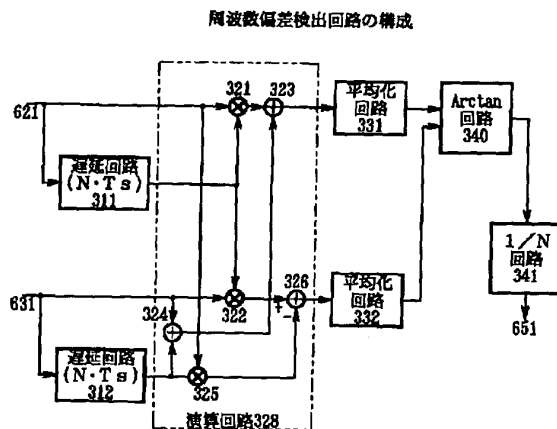 周波数偏差検出回路の構成
621
321
323
平均化
回路
331
Arctan
回路
340
遅延回路
(N・Ts)
311
1/N
回路
341
651
631
324
322
326
+
-
平均化
回路
332
遅延回路
(N・Ts)
312
325
演算回路328